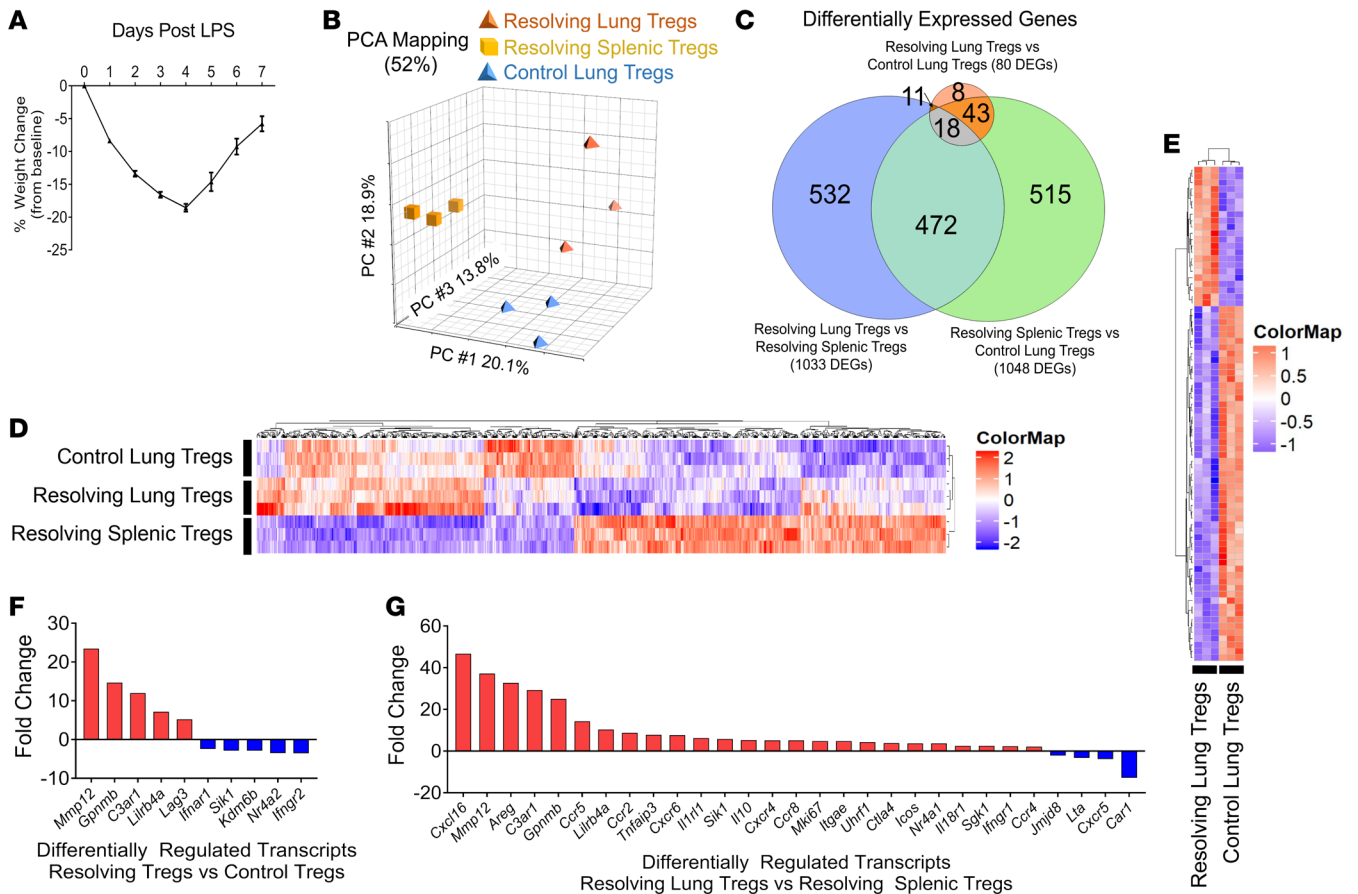 A
Days Post LPS
0 1 2 3 4 5 6 7
0
-5
-10
-15
-20
-25
% Weight Change
(from baseline)
B
PCA Mapping
(52%)
Resolving Lung Tregs
Resolving Splenic Tregs
Control Lung Tregs
PC #2 18.9%
PC #3 13.8%
PC #1 20.1%
C
Differentially Expressed Genes
Resolving Lung Tregs vs
Control Lung Tregs (80 DEGs)
11
8
43
18
532
472
515
Resolving Lung Tregs vs
Resolving Splenic Tregs
(1033 DEGs)
Resolving Splenic Tregs vs
Control Lung Tregs
(1048 DEGs)
D
Control Lung Tregs
Resolving Lung Tregs
Resolving Splenic Tregs
ColorMap
2
1
0
-1
-2
E
ColorMap
1
0.5
0
-0.5
-1
Resolving Lung Tregs
Control Lung Tregs
F
Fold Change
30
20
10
0
-10
Mmp12
Gpnmb
C3ar1
Lilrb4a
Lag3
Ifnar1
Sik1
Kdm6b
Nr4a2
Ifngr2
Differentially Regulated Transcripts
Resolving Tregs vs Control Tregs
G
Fold Change
60
40
20
0
-20
Cxcl16
Mmp12
Areg
C3ar1
Gpnmb
Ccr5
Lilrb4a
Ccr2
Tnfaip3
Cxcr6
Il1rl1
Sik1
Il10
Cxcr4
Ccr8
Mki67
Itgae
Uhrf1
Ctla4
Icos
Nr4a1
Il18r1
Sgk1
Ifngr1
Ccr4
Jmjd8
Lta
Cxcr5
Car1
Differentially Regulated Transcripts
Resolving Lung Tregs vs Resolving Splenic Tregs